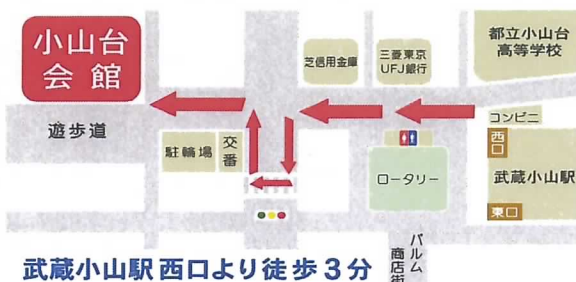 小山台
会館
芝信用金庫
三菱東京
UFJ銀行
都立小山台
高等学校
遊歩道
駐輪場
交番
コンビニ
西口
ロータリー
武蔵小山駅
東口
パルム
商店街
武蔵小山駅西口より徒歩3分